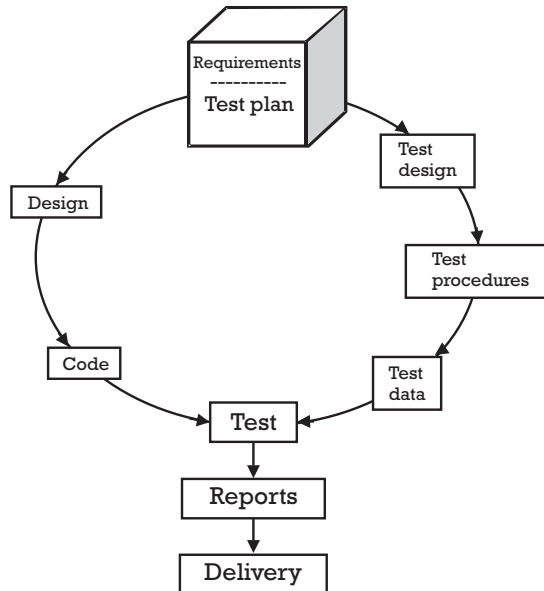 Requirements
----------
Test plan
Test
design
Design
Test
procedures
Code
Test
data
Test
Reports
Delivery